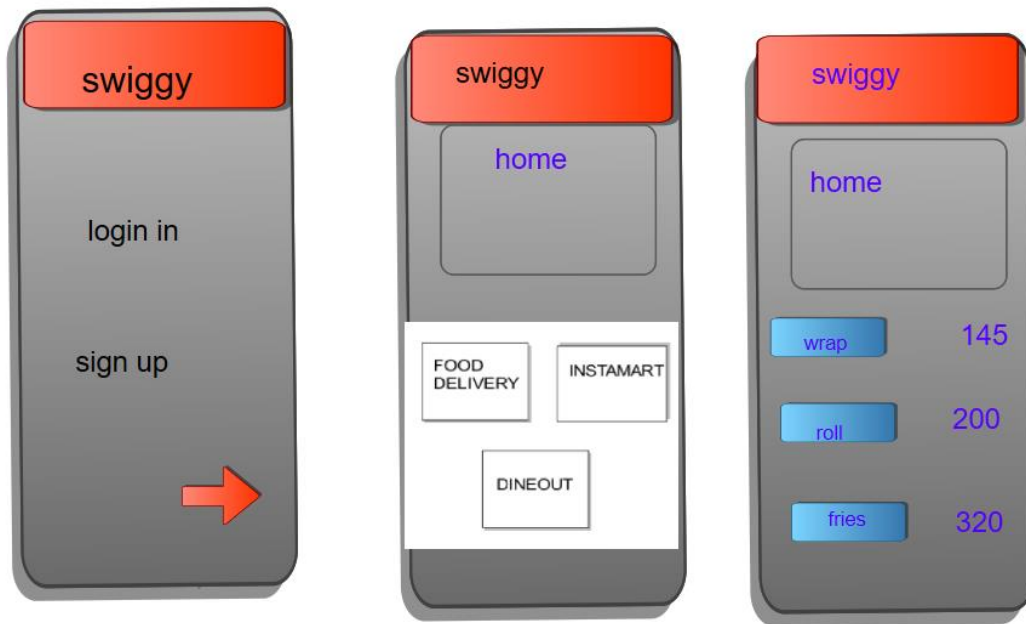 swiggy
login in
sign up
swiggy
home
FOOD
DELIVERY
INSTAMART
DINEOUT
swiggy
home
wrap 145
roll 200
fries 320